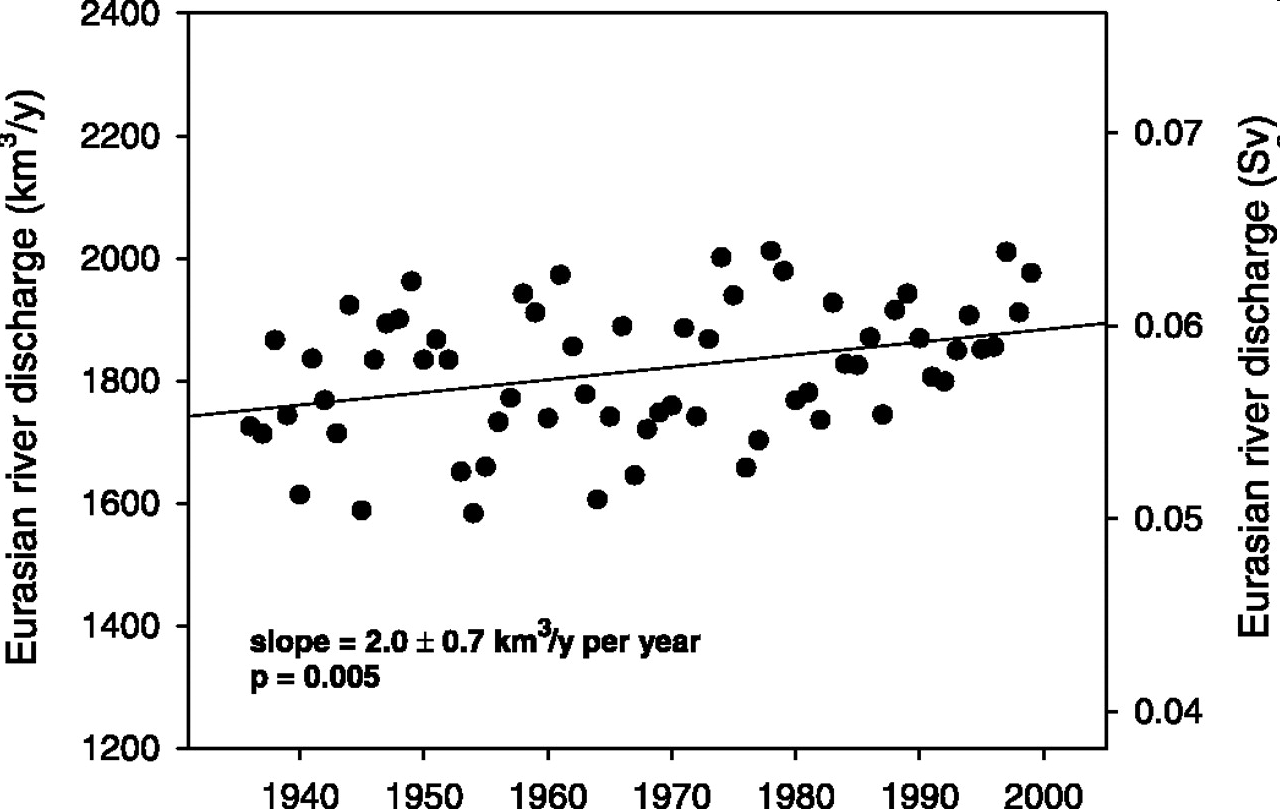 Eurasian river discharge (km³/y)
2400
2200
2000
1800
1600
1400
1200
slope = 2.0 ± 0.7 km³/y per year
p = 0.005
1940 1950 1960 1970 1980 1990 2000
0.07
0.06
0.05
0.04
Eurasian river discharge (Sv)